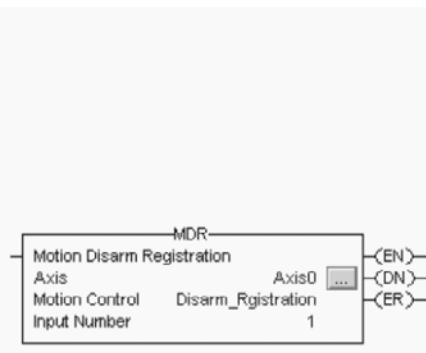 MDR
Motion Disarm Registration
Axis Axis0 ...
Motion Control Disarm_Rgistration
Input Number 1
(EN)
(DN)
(ER)